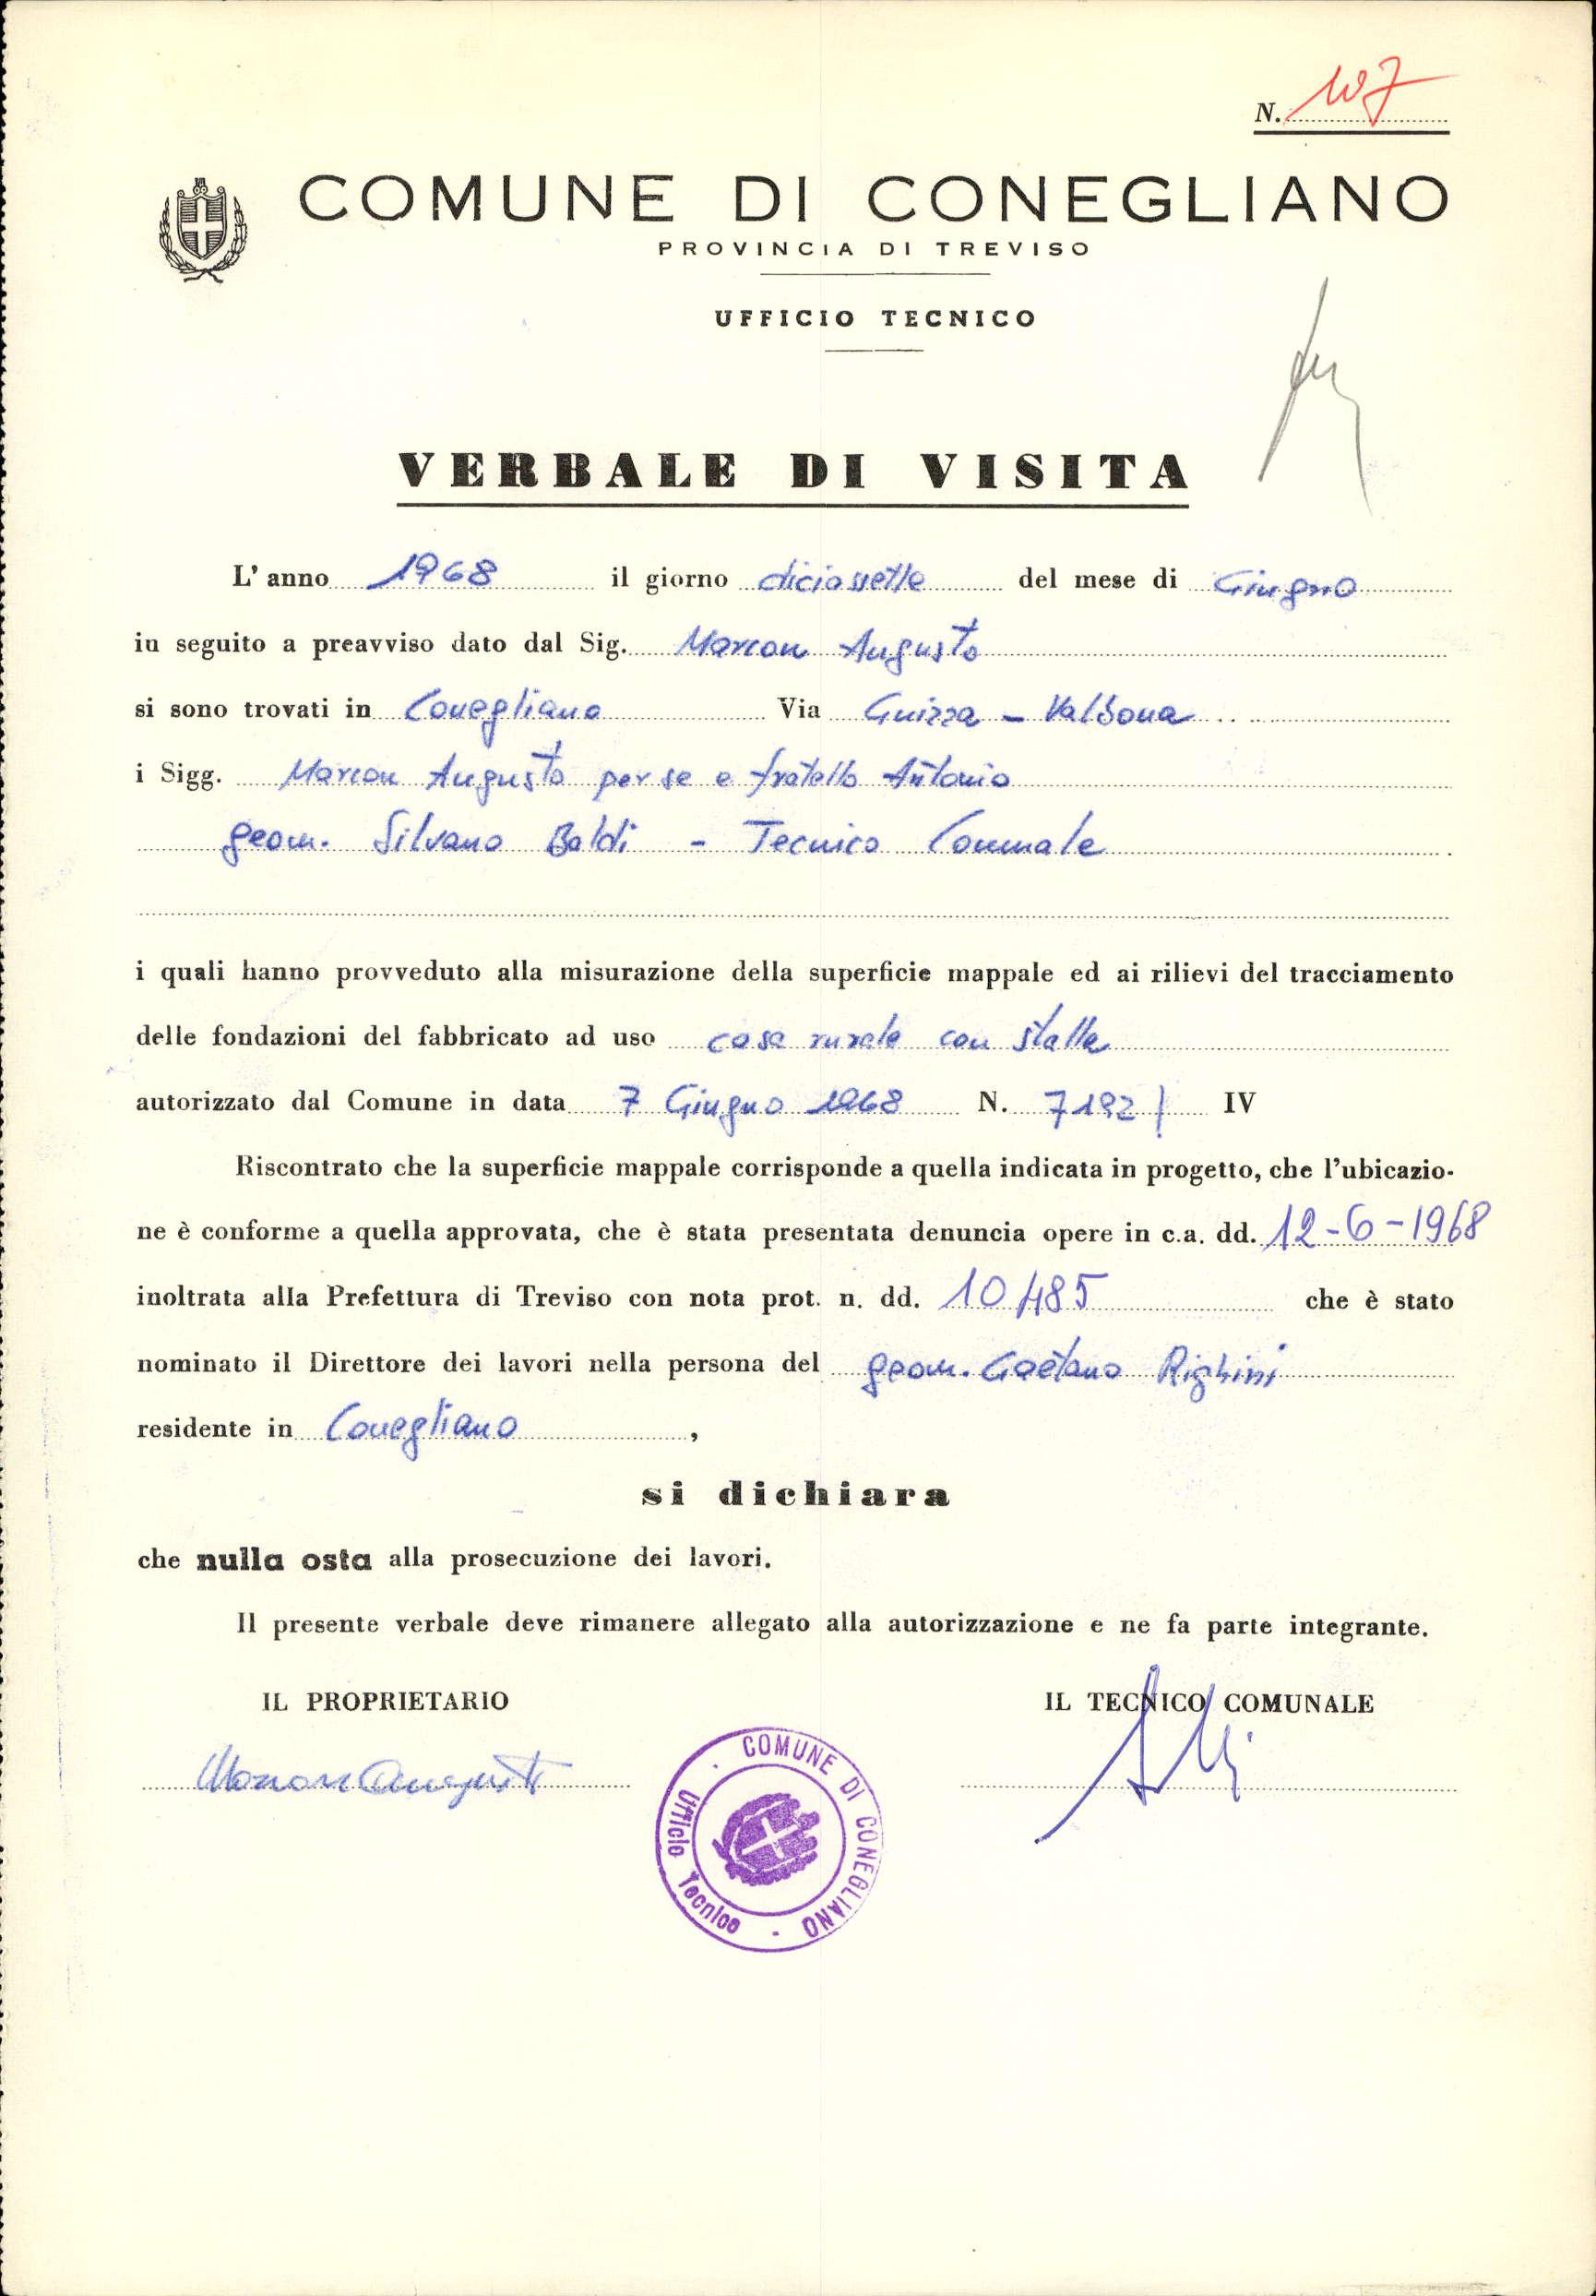 N. 107
COMUNE DI CONEGLIANO
PROVINCIA DI TREVISO
UFFICIO TECNICO
VERBALE DI VISITA
L'anno 1968 il giorno diciassette del mese di Giugno
in seguito a preavviso dato dal Sig. Marcon Augusto
si sono trovati in Conegliano Via Guizza - Valbona
i Sigg. Marcon Augusto per se e fratello Antonio
geom. Silvano Baldi - Tecnico Comunale
i quali hanno provveduto alla misurazione della superficie mappale ed ai rilievi del tracciamento
delle fondazioni del fabbricato ad uso casa rurale con stalla
autorizzato dal Comune in data 7 Giugno 1968 N. 7192 / IV
Riscontrato che la superficie mappale corrisponde a quella indicata in progetto, che l'ubicazio-
ne è conforme a quella approvata, che è stata presentata denuncia opere in c.a. dd. 12-6-1968
inoltrata alla Prefettura di Treviso con nota prot. n. dd. 10485 che è stato
nominato il Direttore dei lavori nella persona del geom. Gaetano Righini
residente in Conegliano ,
si dichiara
che nulla osta alla prosecuzione dei lavori.
Il presente verbale deve rimanere allegato alla autorizzazione e ne fa parte integrante.
IL PROPRIETARIO IL TECNICO COMUNALE
Marcon Augusto
COMUNE DI CONEGLIANO
Ufficio Tecnico